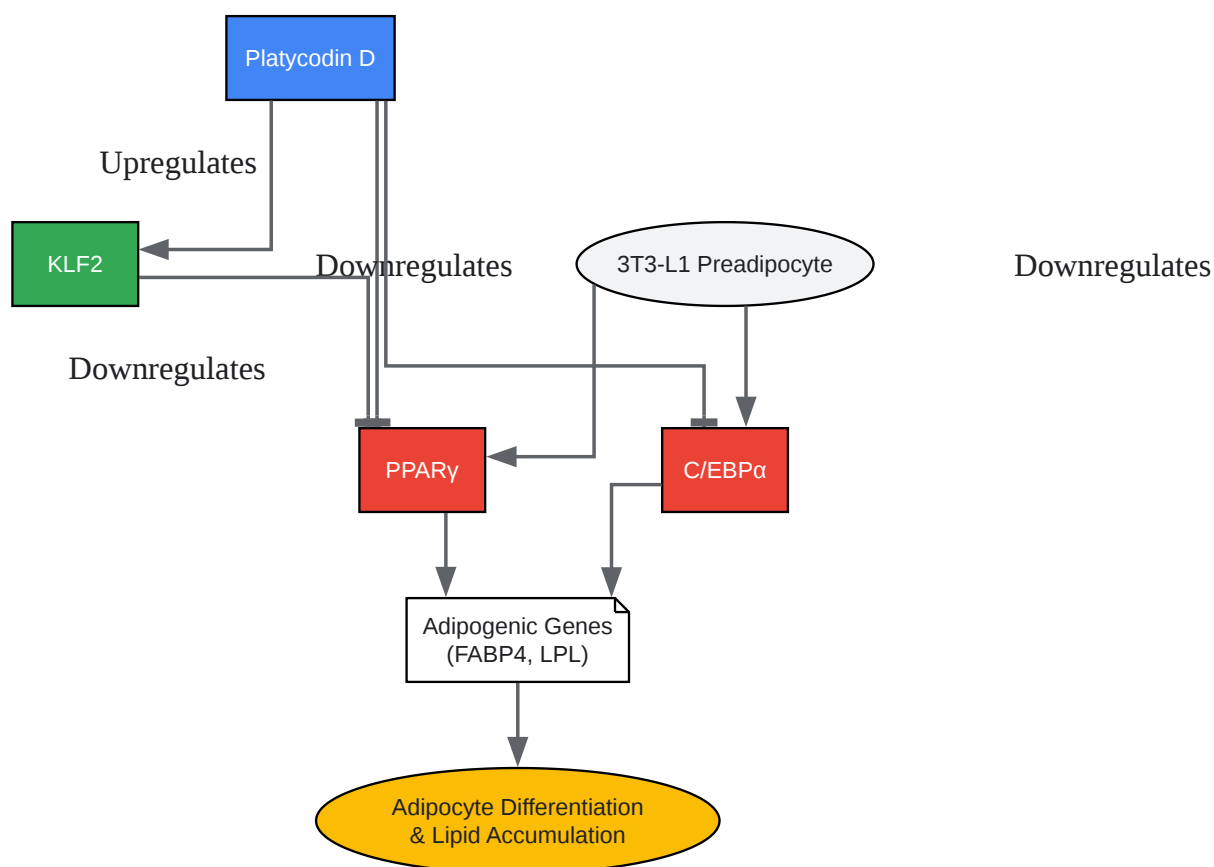 Platycodin D
Upregulates
KLF2
Downregulates
3T3-L1 Preadipocyte
Downregulates
Downregulates
PPARγ
C/EBPα
Adipogenic Genes
(FABP4, LPL)
Adipocyte Differentiation
& Lipid Accumulation